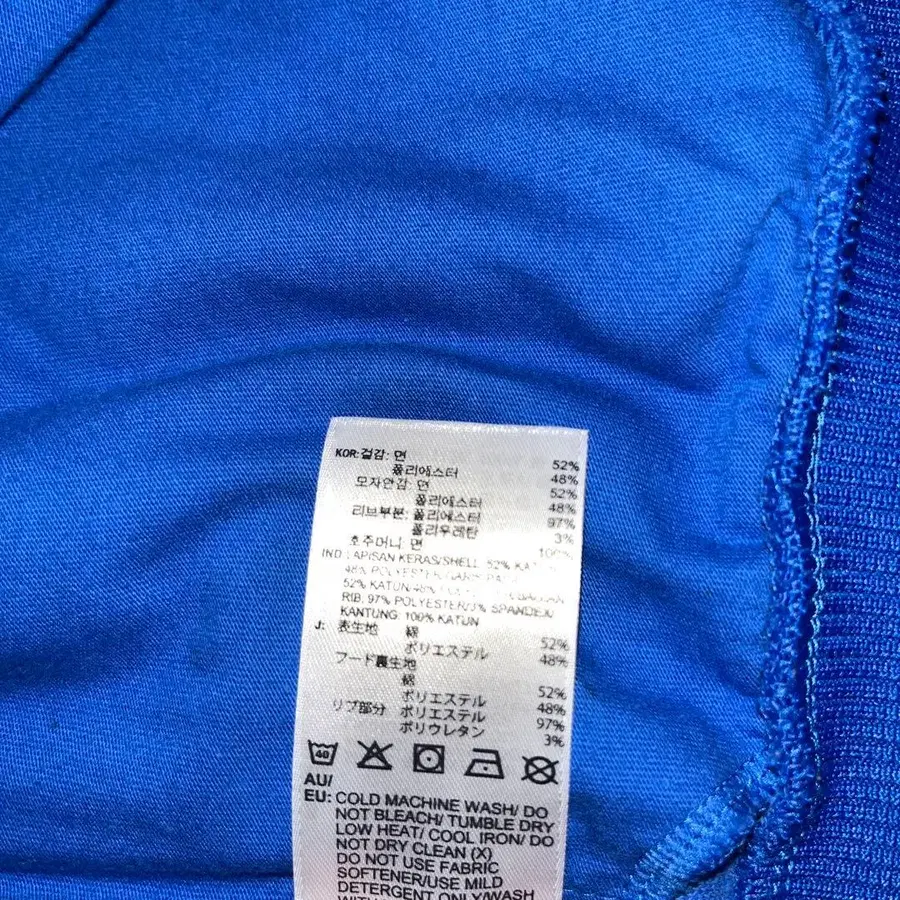 KOR: 겉감: 면 52%
폴리에스터 48%
모자안감: 면 52%
폴리에스터 48%
리브부분: 폴리에스터 97%
폴리우레탄 3%
호주머니: 면 100%
IND: LAPISAN KERAS/SHELL: 52%
48% POLYESTER/
52% KATUN/48%
RIB: 97% POLYESTER/3% SPANDEX/
KANTUNG: 100% KATUN
J: 表生地 綿 52%
ポリエステル 48%
フード裏生地
綿 52%
ポリエステル 48%
リブ部分 ポリエステル 97%
ポリウレタン 3%
40
AU/
EU: COLD MACHINE WASH/ DO
NOT BLEACH/ TUMBLE DRY
LOW HEAT/ COOL IRON/ DO
NOT DRY CLEAN (X)
DO NOT USE FABRIC
SOFTENER/USE MILD
DETERGENT ONLY/WASH